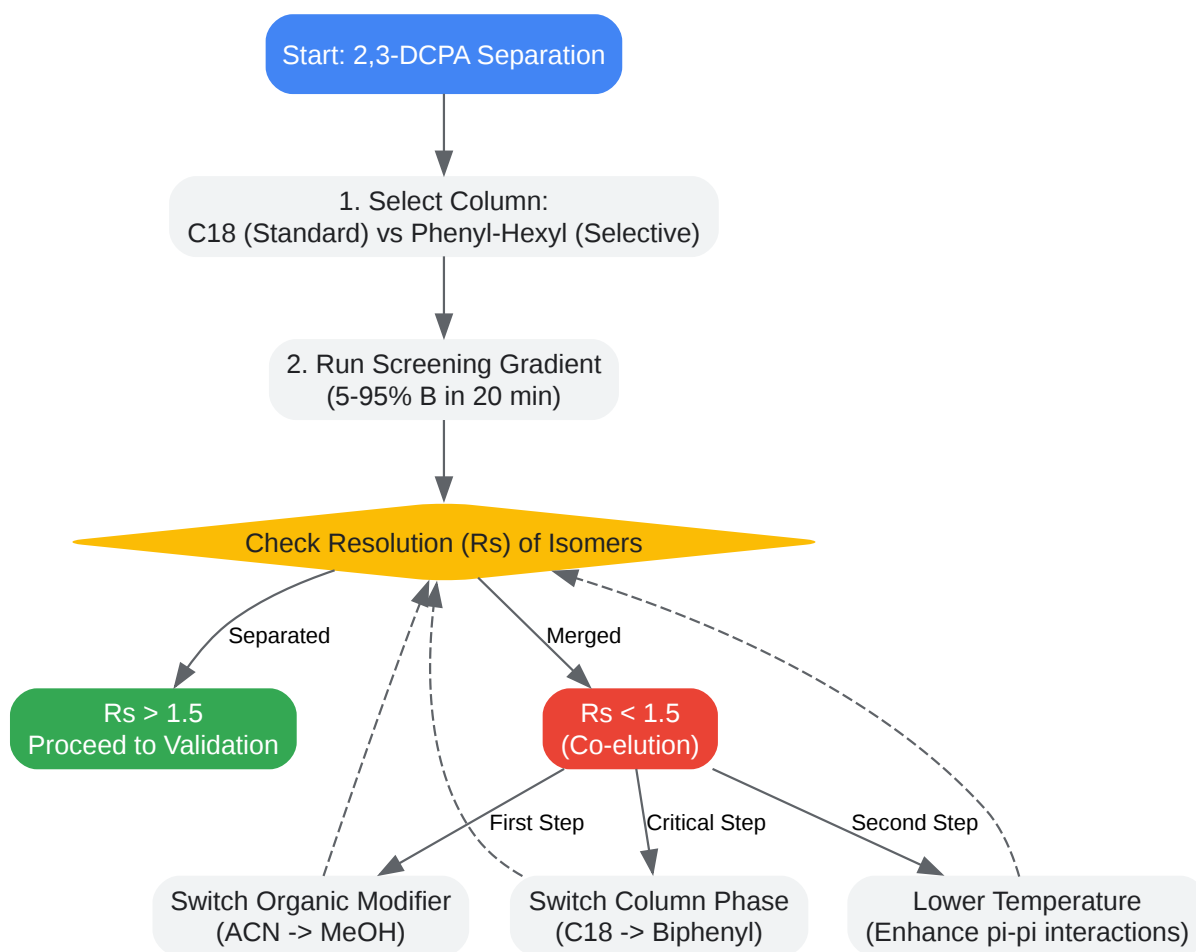 Start: 2,3-DCPA Separation
1. Select Column:
C18 (Standard) vs Phenyl-Hexyl (Selective)
2. Run Screening Gradient
(5-95% B in 20 min)
Check Resolution (Rs) of Isomers
Separated
Merged
Rs > 1.5
Proceed to Validation
Rs < 1.5
(Co-elution)
First Step
Critical Step
Second Step
Switch Organic Modifier
(ACN -> MeOH)
Switch Column Phase
(C18 -> Biphenyl)
Lower Temperature
(Enhance pi-pi interactions)